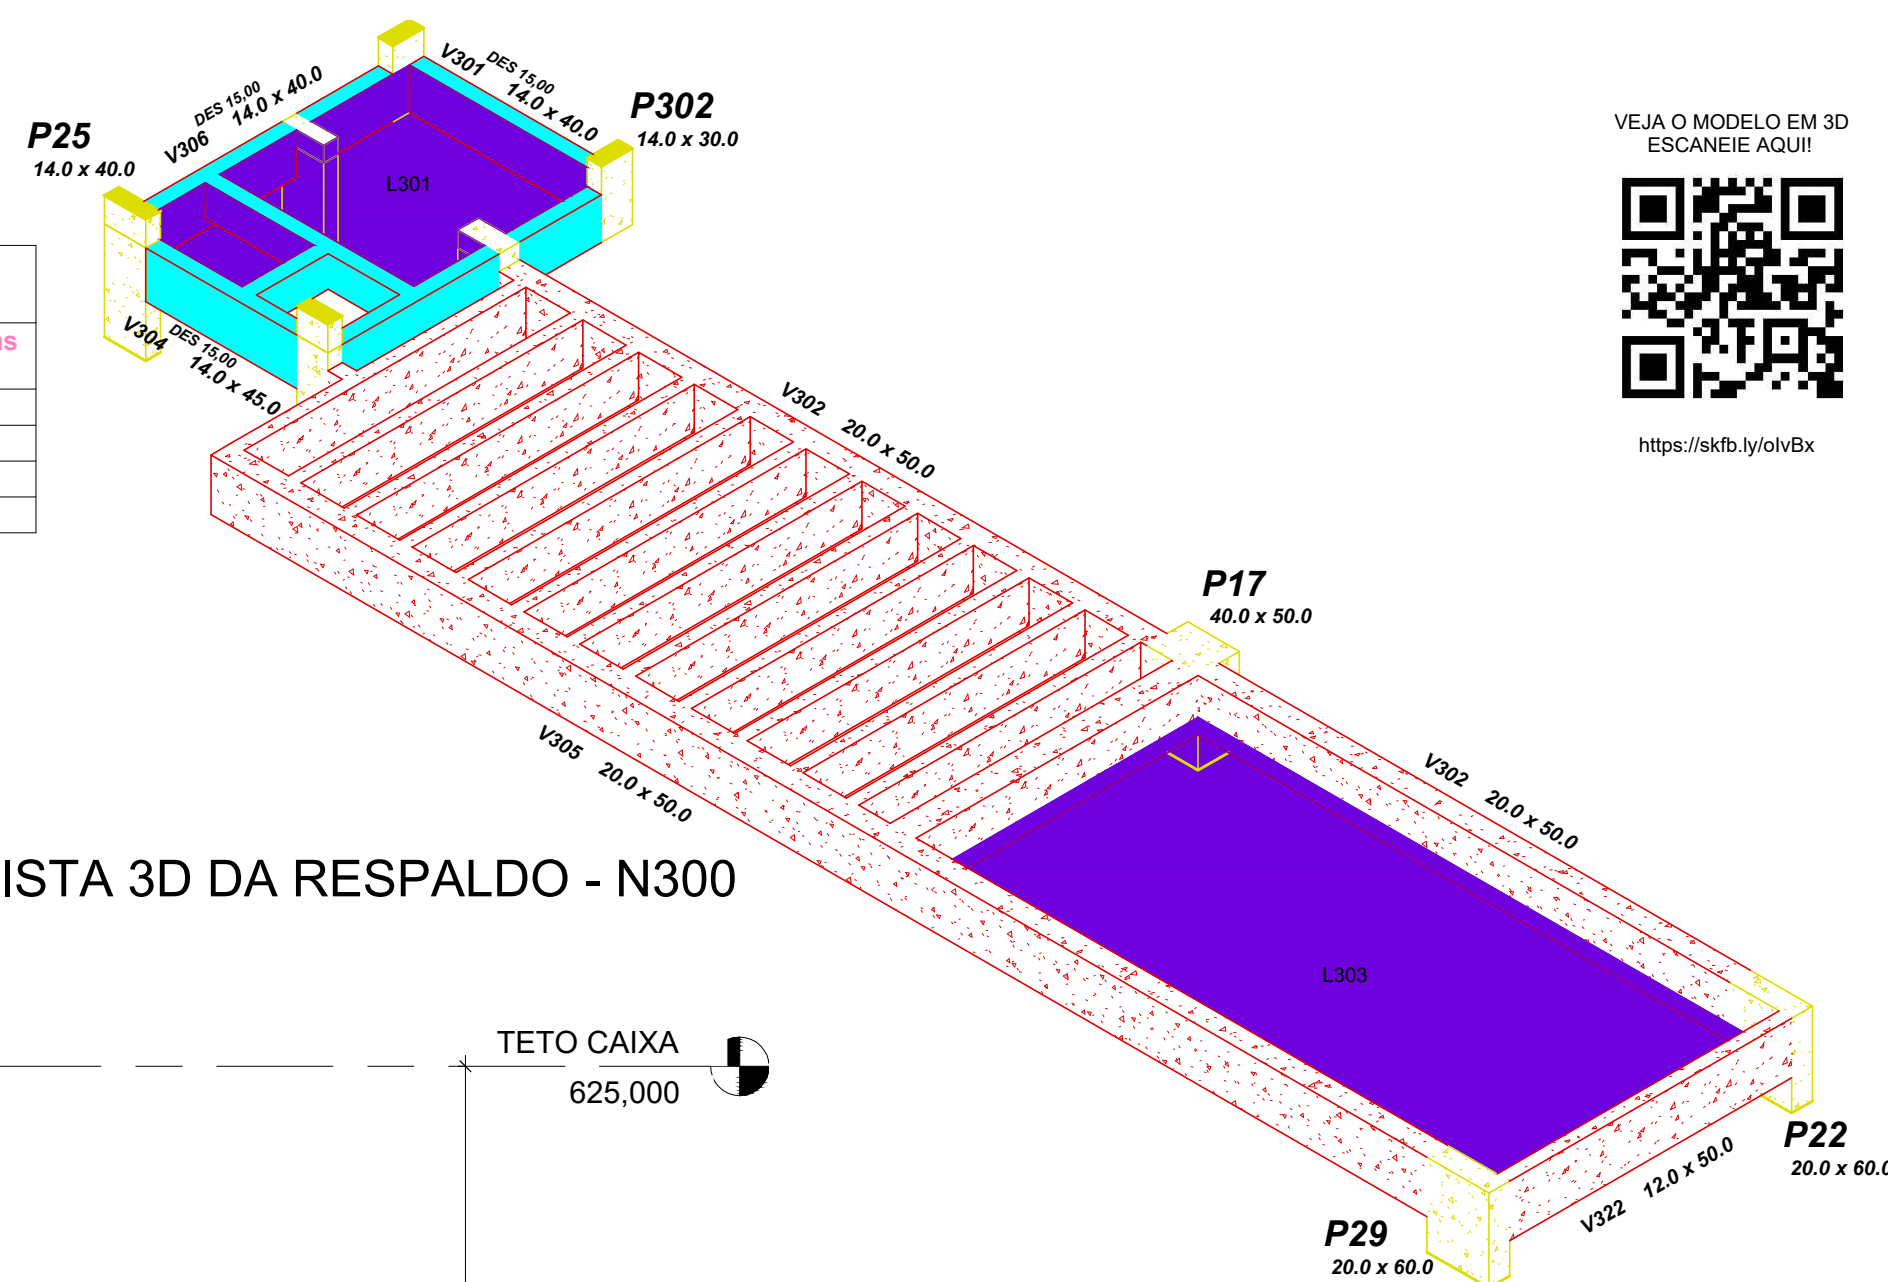 V301 DES 15,00
14.0 x 40.0
V306 DES 15,00
14.0 x 40.0
P302
14.0 x 30.0
P25
14.0 x 40.0
L301
VEJA O MODELO EM 3D
ESCANEIE AQUI!
https://skfb.ly/oIvBx
as
V304 DES 15,00
14.0 x 45.0
V302 20.0 x 50.0
P17
40.0 x 50.0
V305 20.0 x 50.0
V302 20.0 x 50.0
ISTA 3D DA RESPALDO - N300
L303
TETO CAIXA
625,000
P22
20.0 x 60.0
V322 12.0 x 50.0
P29
20.0 x 60.0